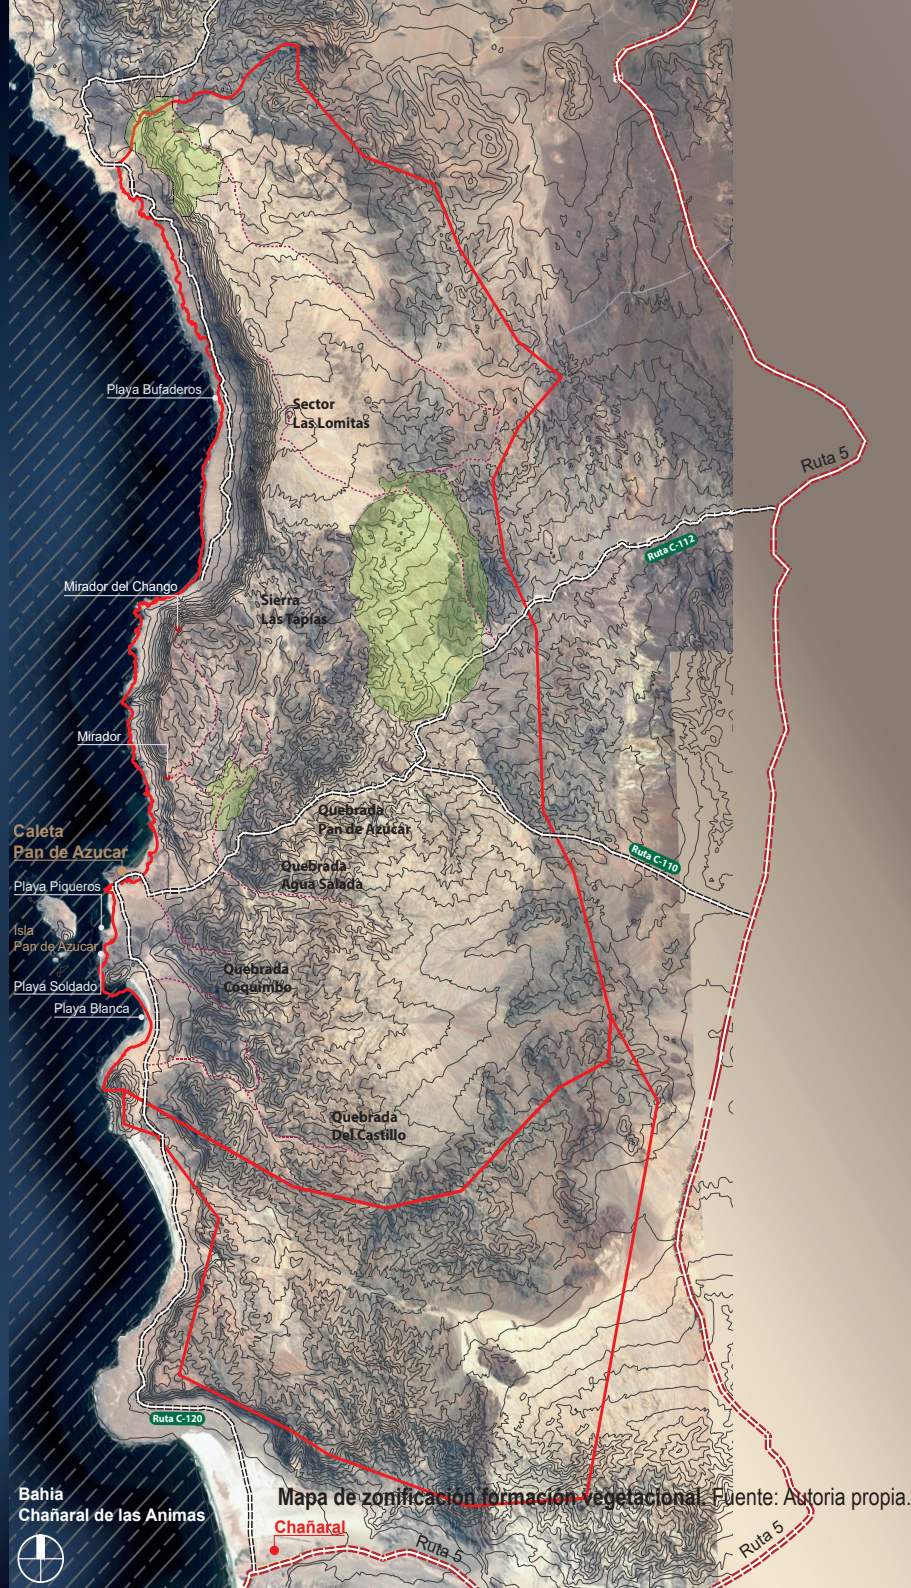 Playa Bufaderos
Sector
Las Lomitas
Ruta 5
Ruta C-112
Mirador del Chango
Sierra
Las Tapias
Mirador
Quebrada
Pan de Azúcar
Caleta
Pan de Azucar
Ruta C-110
Quebrada
Agua Salada
Playa Piqueros
Isla
Pan de Azucar
Quebrada
Coquimbo
Playa Soldado
Playa Blanca
Quebrada
Del Castillo
Ruta C-120
Bahia
Chañaral de las Animas
Mapa de zonificación formación vegetacional. Fuente: Autoria propia.
Chañaral
Ruta 5
Ruta 5